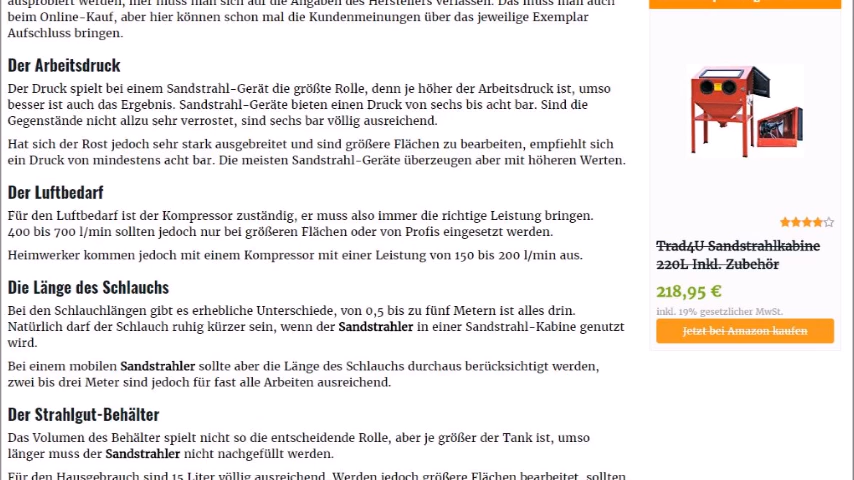 ausprobiert werden, hier muss man sich auf die Angaben des Herstellers verlassen. Das muss man auch
beim Online-Kauf, aber hier können schon mal die Kundenmeinungen über das jeweilige Exemplar
Aufschluss bringen.
Der Arbeitsdruck
Der Druck spielt bei einem Sandstrahl-Gerät die größte Rolle, denn je höher der Arbeitsdruck ist, umso
besser ist auch das Ergebnis. Sandstrahl-Geräte bieten einen Druck von sechs bis acht bar. Sind die
Gegenstände nicht allzu sehr verrostet, sind sechs bar völlig ausreichend.
Hat sich der Rost jedoch sehr stark ausgebreitet und sind größere Flächen zu bearbeiten, empfiehlt sich
ein Druck von mindestens acht bar. Die meisten Sandstrahl-Geräte überzeugen aber mit höheren Werten.
Der Luftbedarf
Für den Luftbedarf ist der Kompressor zuständig, er muss also immer die richtige Leistung bringen.
400 bis 700 l/min sollten jedoch nur bei größeren Flächen oder von Profis eingesetzt werden.
Heimwerker kommen jedoch mit einem Kompressor mit einer Leistung von 150 bis 200 l/min aus.
Die Länge des Schlauchs
Bei den Schlauchlängen gibt es erhebliche Unterschiede, von 0,5 bis zu fünf Metern ist alles drin.
Natürlich darf der Schlauch ruhig kürzer sein, wenn der Sandstrahler in einer Sandstrahl-Kabine genutzt
wird.
Bei einem mobilen Sandstrahler sollte aber die Länge des Schlauchs durchaus berücksichtigt werden,
zwei bis drei Meter sind jedoch für fast alle Arbeiten ausreichend.
Der Strahlgut-Behälter
Das Volumen des Behälter spielt nicht so die entscheidende Rolle, aber je größer der Tank ist, umso
länger muss der Sandstrahler nicht nachgefüllt werden.
Für den Hausgebrauch sind 15 Liter völlig ausreichend. Werden jedoch größere Flächen bearbeitet, sollten
Trad4U Sandstrahlkabine
220L Inkl. Zubehör
218,95 €
inkl. 19% gesetzlicher MwSt.
Jetzt bei Amazon kaufen